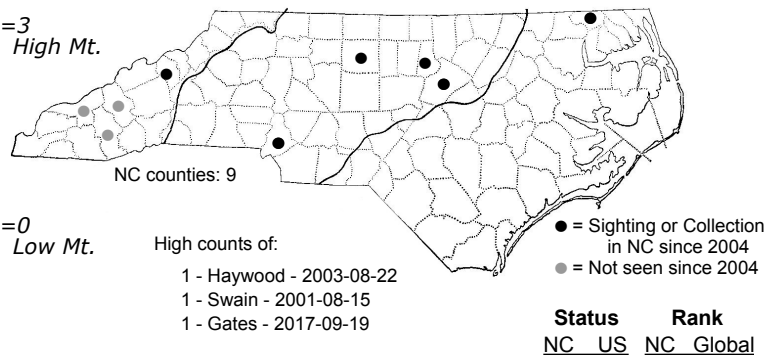 =3
High Mt.
NC counties: 9
=0
Low Mt.
High counts of:
1 - Haywood - 2003-08-22
1 - Swain - 2001-08-15
1 - Gates - 2017-09-19
= Sighting or Collection
in NC since 2004
= Not seen since 2004
Status Rank
NC US NC Global